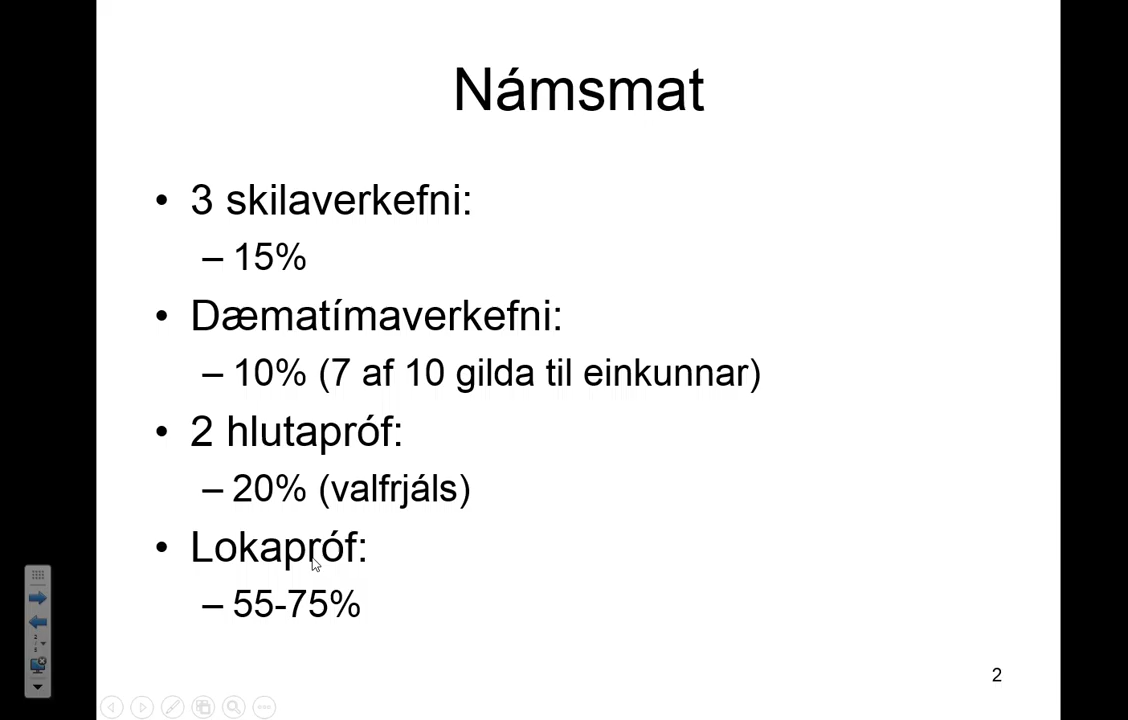 Námsmat
• 3 skilaverkefni:
– 15%
• Dæmatímaverkefni:
– 10% (7 af 10 gilda til einkunnar)
• 2 hlutapróf:
– 20% (valfrjáls)
• Lokapróf:
– 55-75%
2